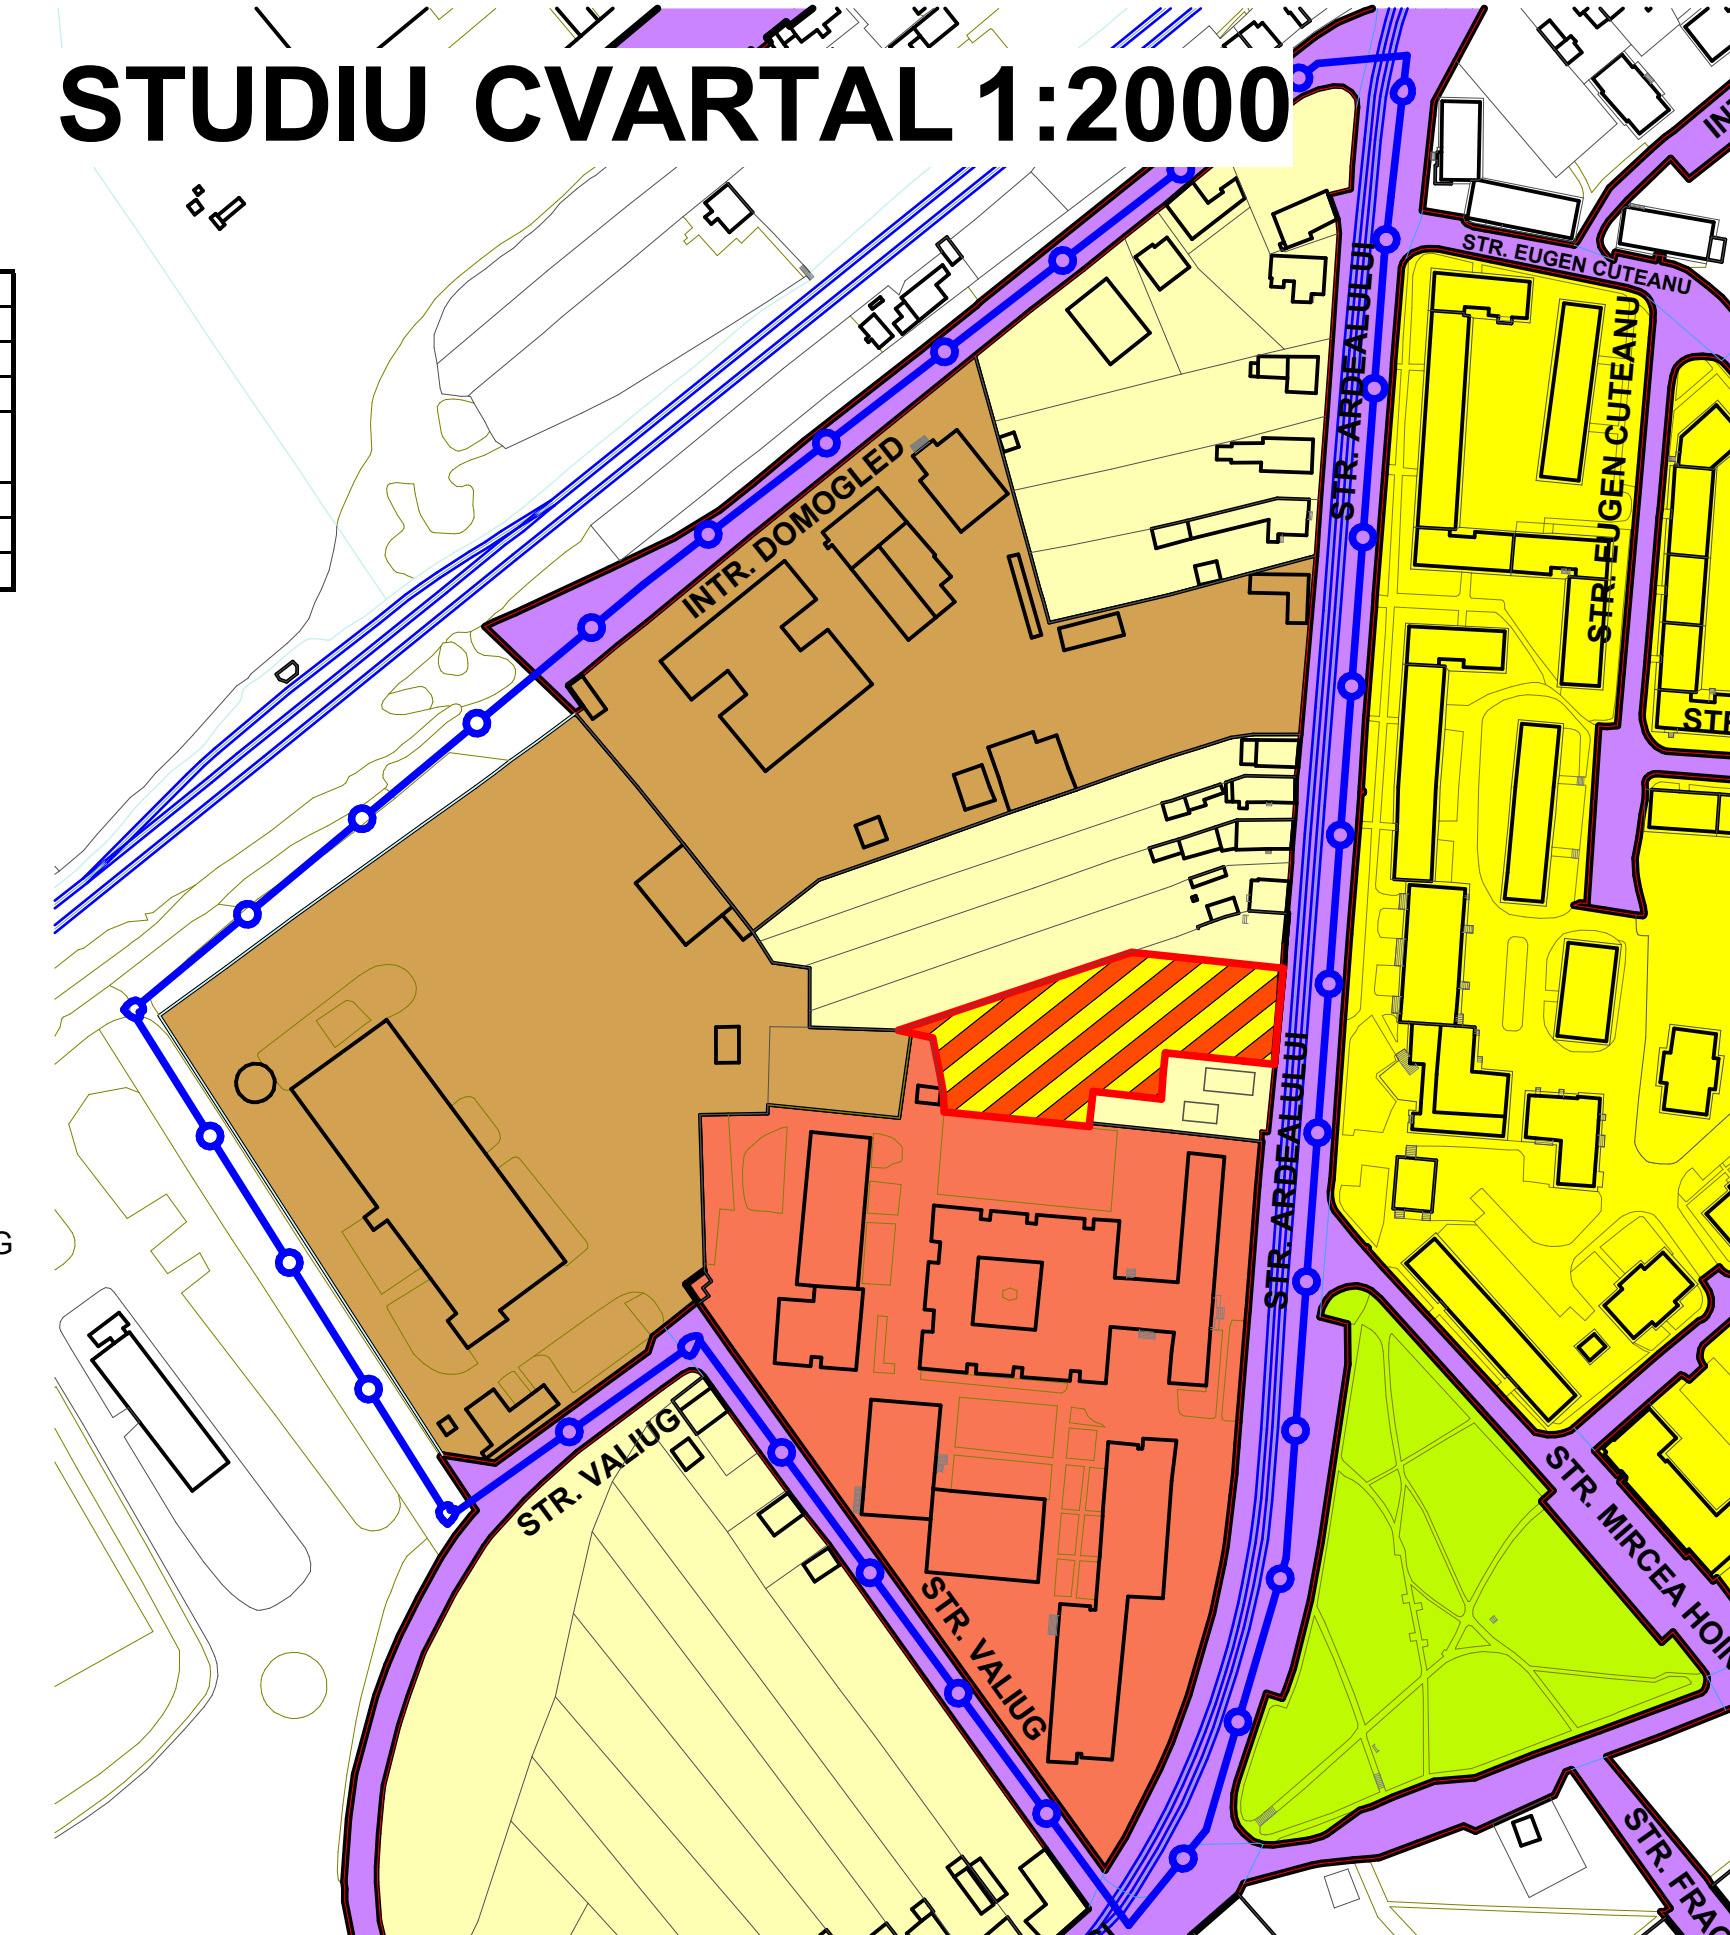 STUDIU CVARTAL 1:2000
STR. EUGEN CUTEANU
STR. ARDEALULUI
STR. EUGEN CUTEANU
INTR. DOMOGLED
STR. ARDEALULUI
G
STR. VALIUG
STR. VALIUG
STR. MIRCEA